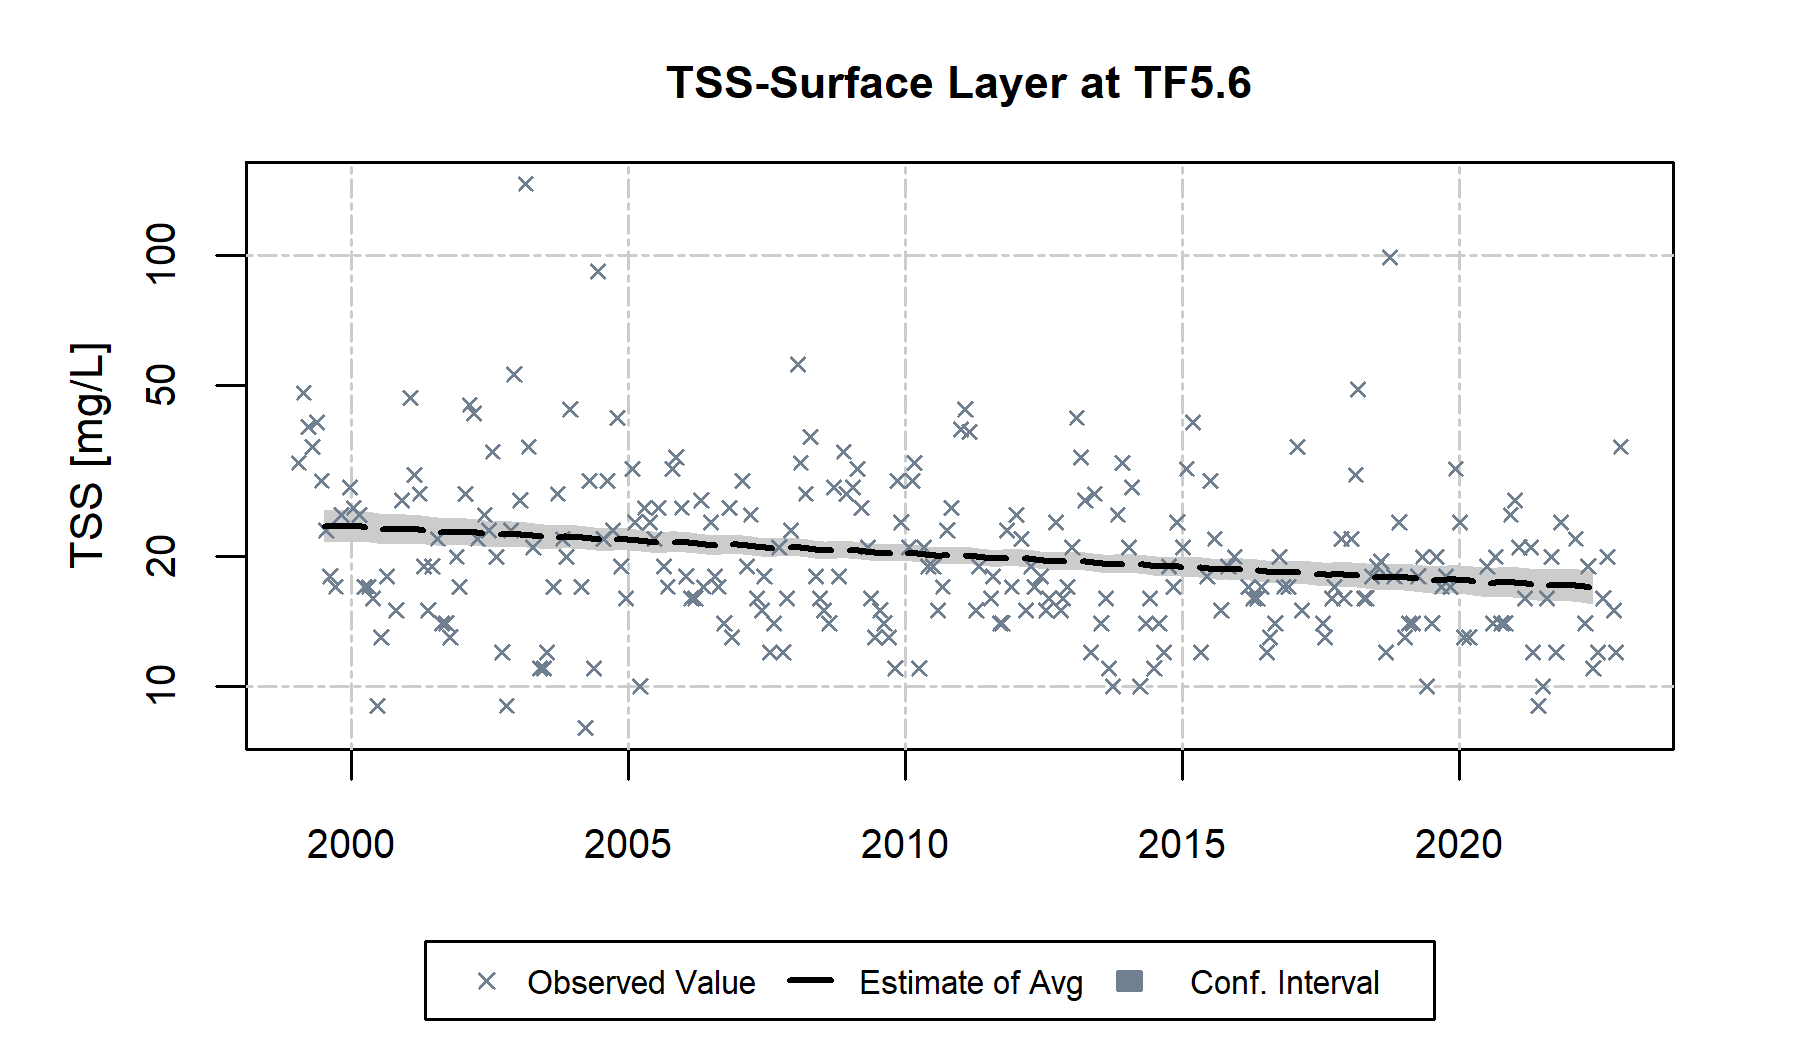 TSS-Surface Layer at TF5.6
TSS [mg/L]
100
50
20
10
2000 2005 2010 2015 2020
Observed Value Estimate of Avg Conf. Interval